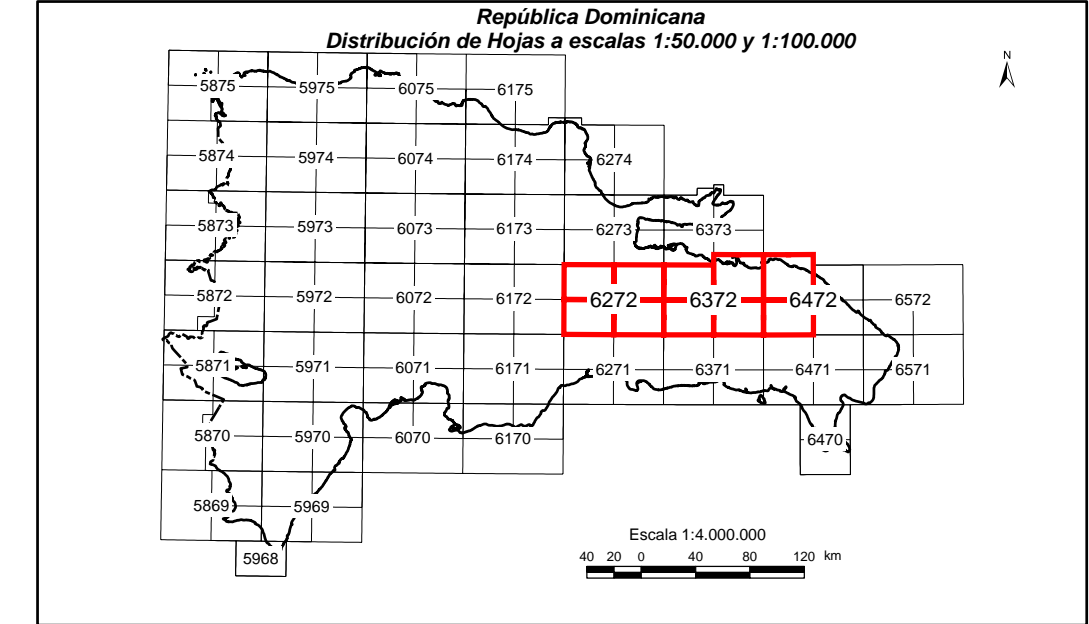 República Dominicana
Distribución de Hojas a escalas 1:50.000 y 1:100.000
N
5875 5975 6075 6175
5874 5974 6074 6174 6274
5873 5973 6073 6173 6273 6373
5872 5972 6072 6172 6272 6372 6472 6572
5871 5971 6071 6171 6271 6371 6471 6571
5870 5970 6070 6170 6470
5869 5969
5968
Escala 1:4.000.000
40 20 0 40 80 120 km